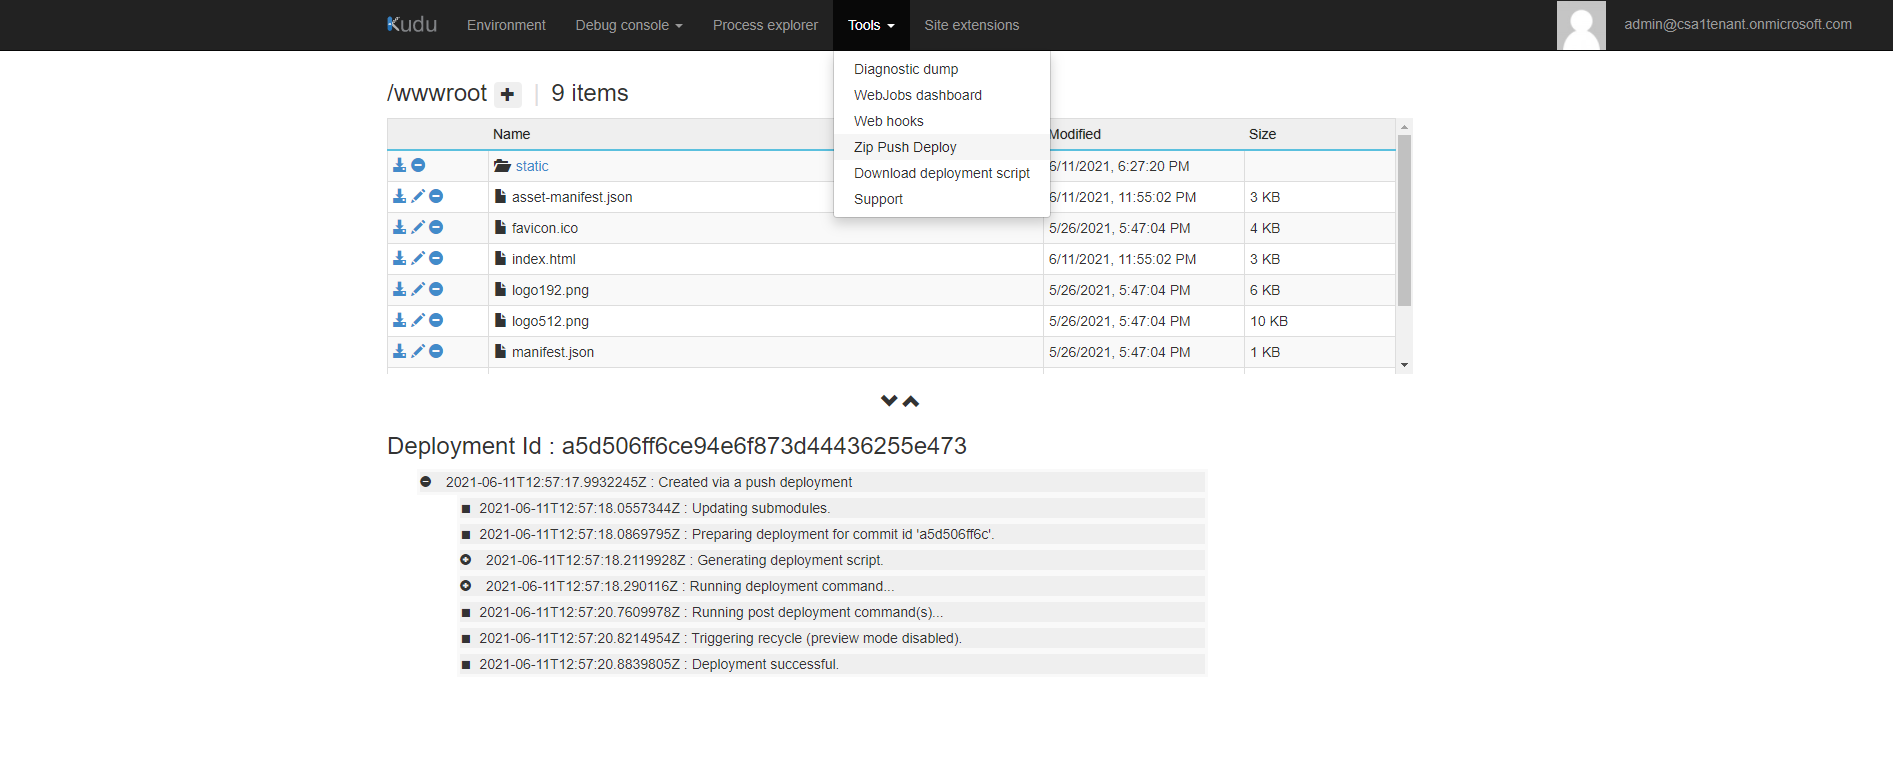 Kudu Environment Debug console Process explorer Tools Site extensions admin@csa1tenant.onmicrosoft.com
Diagnostic dump
WebJobs dashboard
Web hooks
Zip Push Deploy
Download deployment script
Support
/wwwroot | 9 items
Name Modified Size
static 6/11/2021, 6:27:20 PM
asset-manifest.json 6/11/2021, 11:55:02 PM 3 KB
favicon.ico 5/26/2021, 5:47:04 PM 4 KB
index.html 6/11/2021, 11:55:02 PM 3 KB
logo192.png 5/26/2021, 5:47:04 PM 6 KB
logo512.png 5/26/2021, 5:47:04 PM 10 KB
manifest.json 5/26/2021, 5:47:04 PM 1 KB
Deployment Id : a5d506ff6ce94e6f873d44436255e473
2021-06-11T12:57:17.9932245Z : Created via a push deployment
2021-06-11T12:57:18.0557344Z : Updating submodules.
2021-06-11T12:57:18.0869795Z : Preparing deployment for commit id 'a5d506ff6c'.
2021-06-11T12:57:18.2119928Z : Generating deployment script.
2021-06-11T12:57:18.290116Z : Running deployment command...
2021-06-11T12:57:20.7609978Z : Running post deployment command(s)...
2021-06-11T12:57:20.8214954Z : Triggering recycle (preview mode disabled).
2021-06-11T12:57:20.8839805Z : Deployment successful.